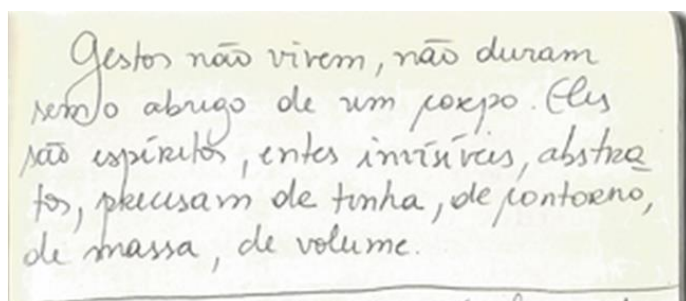 Gestos não vivem, não duram
sem o abrigo de um corpo. Eles
são espíritos, entes invisíveis, abstra
tos, precisam de tinha, de contorno,
de massa, de volume.